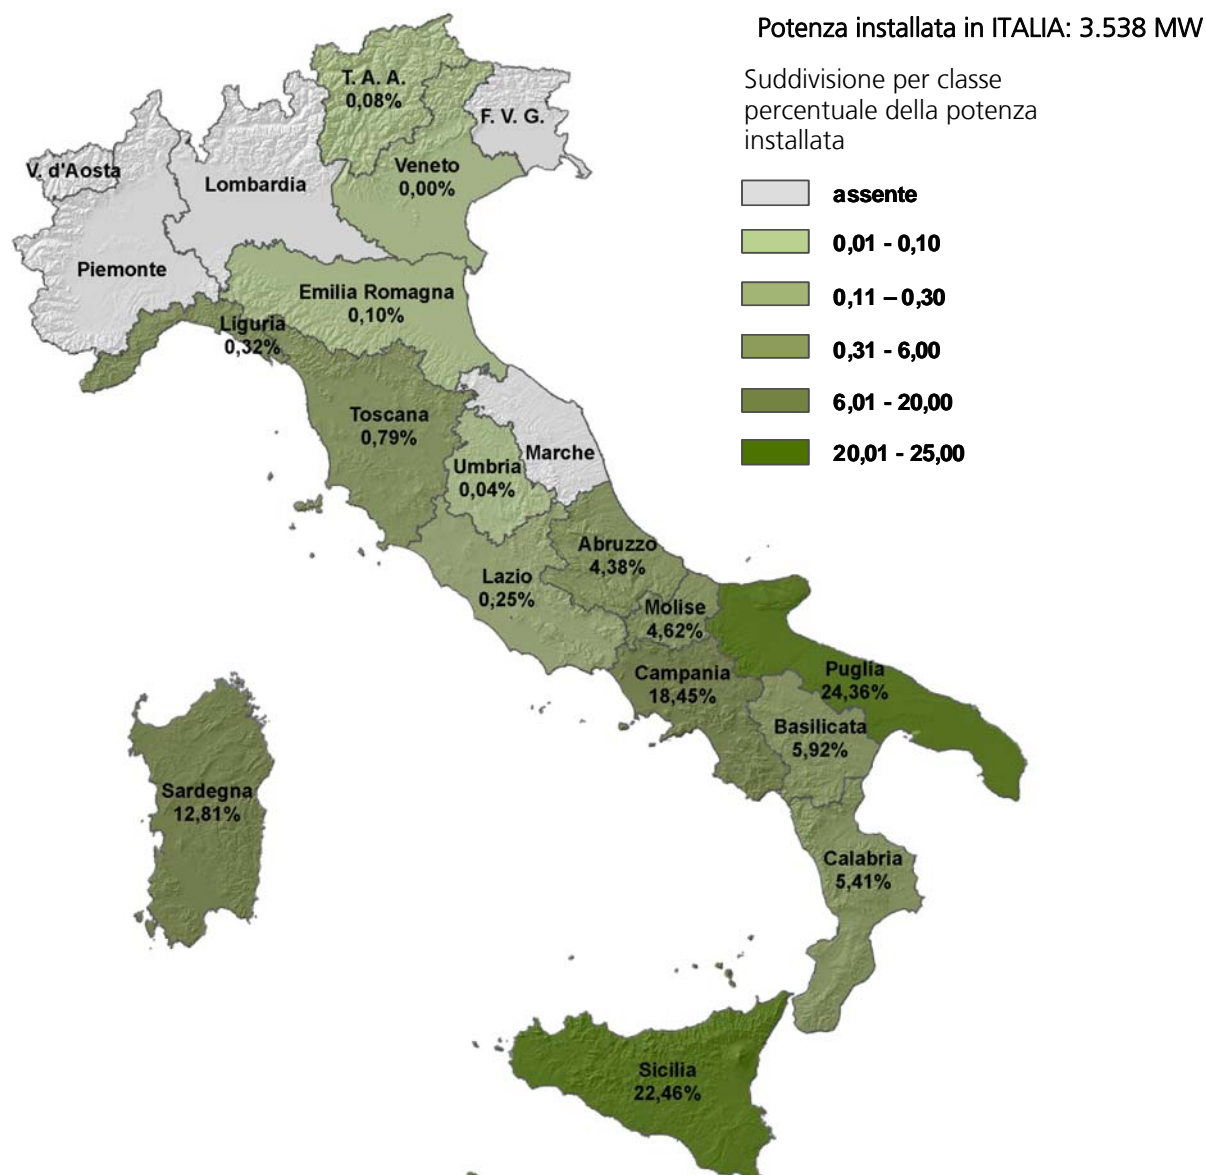 Potenza installata in ITALIA: 3.538 MW
Suddivisione per classe
percentuale della potenza
installata
assente
0,01 - 0,10
0,11 – 0,30
0,31 - 6,00
6,01 - 20,00
20,01 - 25,00
T. A. A.
0,08%
F. V. G.
V. d'Aosta
Lombardia
Veneto
0,00%
Piemonte
Emilia Romagna
0,10%
Liguria
0,32%
Toscana
0,79%
Marche
Umbria
0,04%
Abruzzo
4,38%
Lazio
0,25%
Molise
4,62%
Campania
18,45%
Puglia
24,36%
Basilicata
5,92%
Sardegna
12,81%
Calabria
5,41%
Sicilia
22,46%